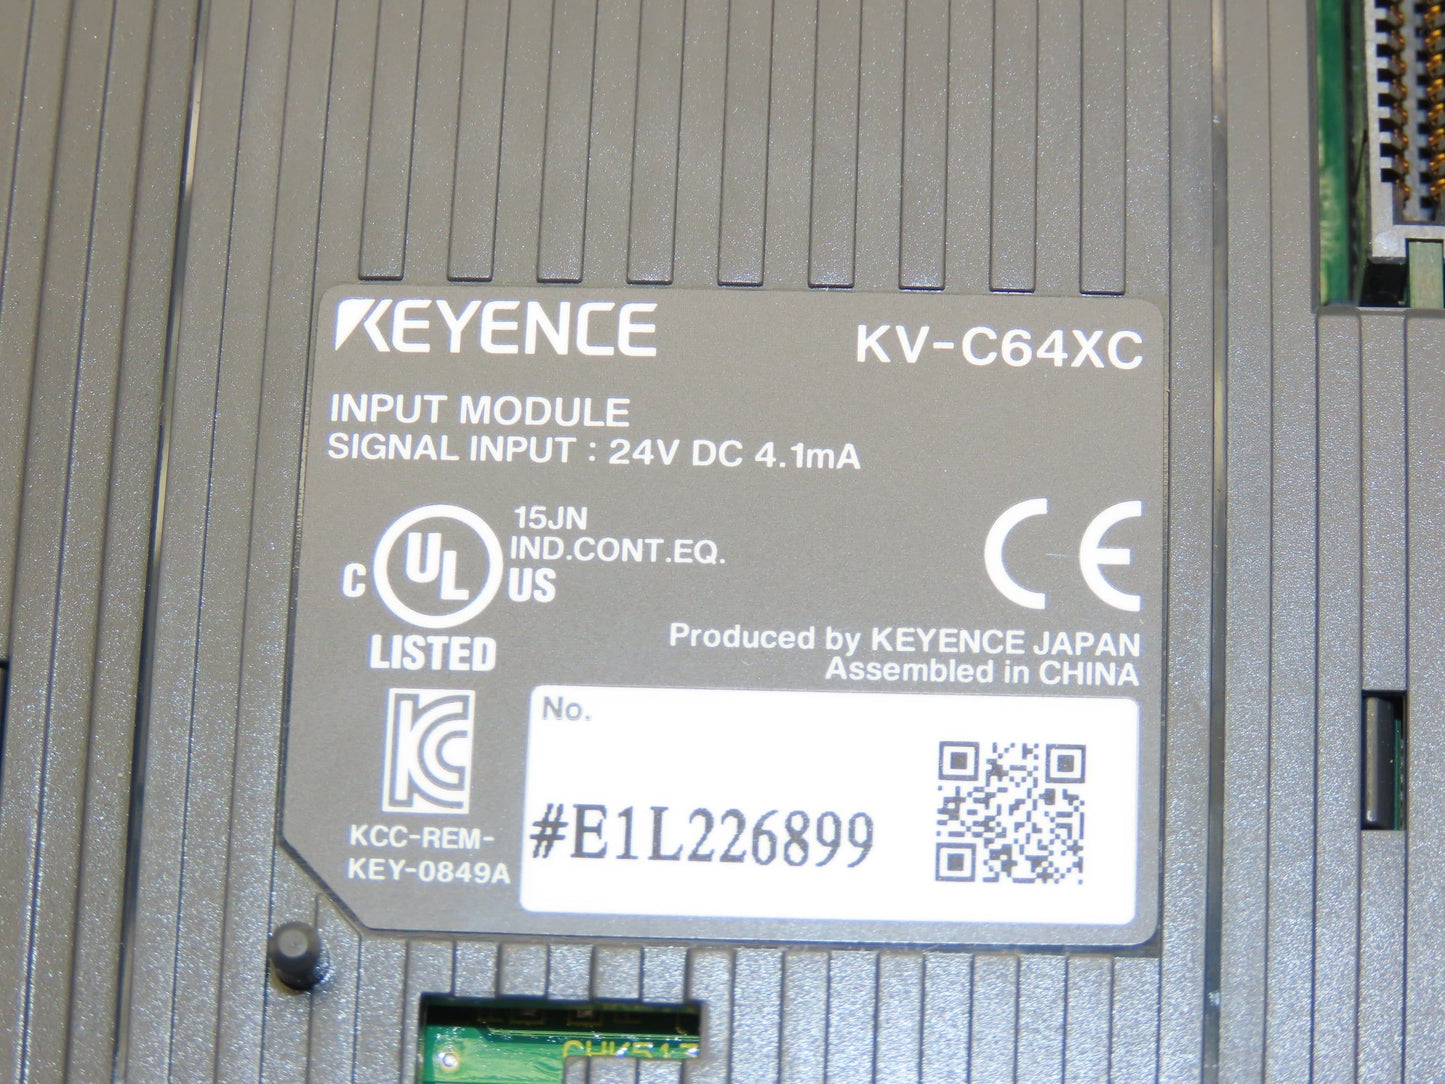 KEYENCE
KV-C64XC
INPUT MODULE
SIGNAL INPUT : 24V DC 4.1mA
15JN
IND.CONT.EQ.
C UL US
LISTED
CE
Produced by KEYENCE JAPAN
Assembled in CHINA
KCC-REM-
KEY-0849A
No.
#E1L226899